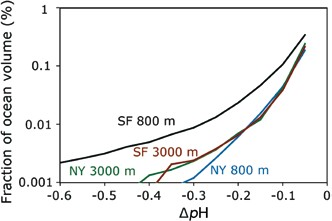 Fraction of ocean volume (%)
1
0.1
0.01
0.001
SF 800 m
SF 3000 m
NY 3000 m
NY 800 m
-0.6 -0.5 -0.4 -0.3 -0.2 -0.1 0
ΔpH